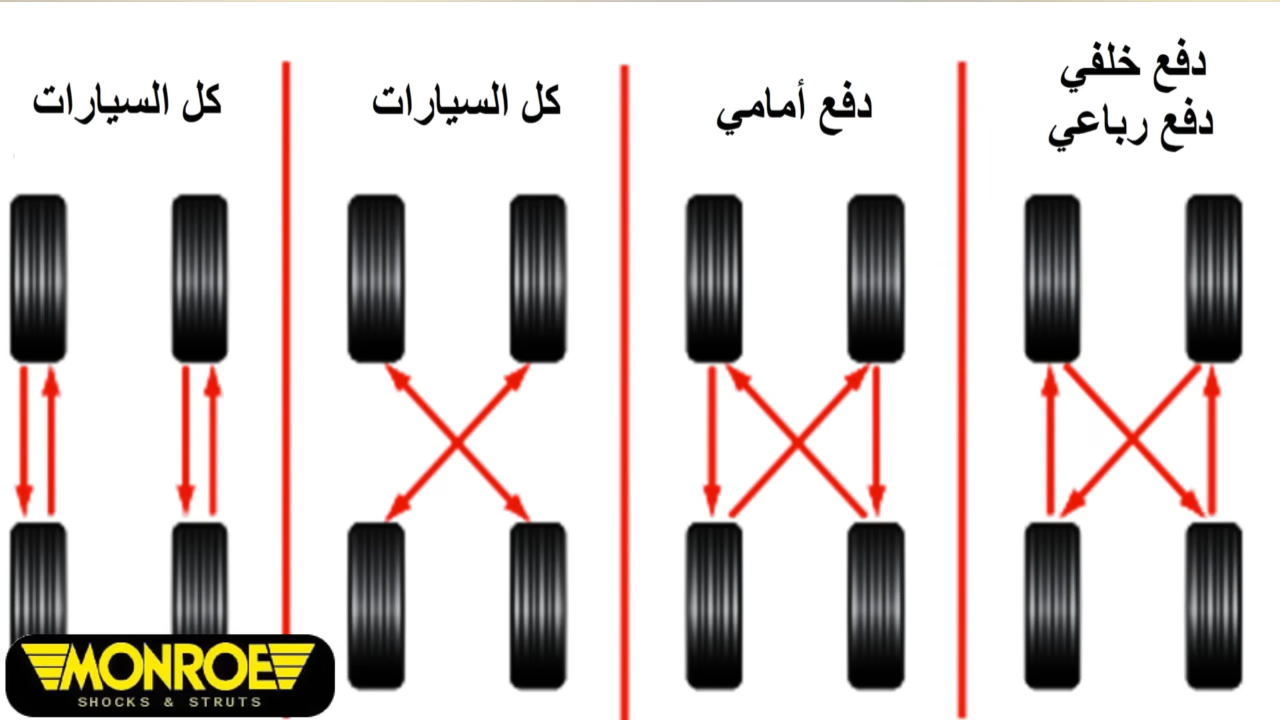 دفع خلفي
دفع رباعي
دفع أمامي
كل السيارات
كل السيارات
MONROE
SHOCKS & STRUTS